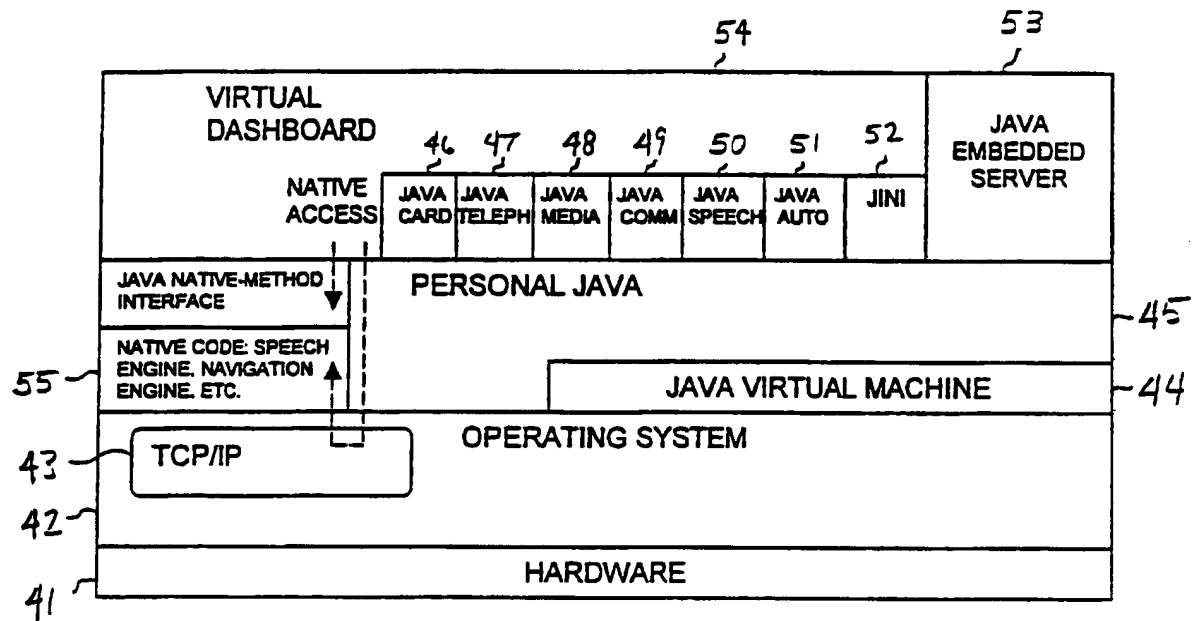 54
53
VIRTUAL
DASHBOARD
JAVA
EMBEDDED
SERVER
46 47 48 49 50 51 52
NATIVE
ACCESS
JAVA
CARD
JAVA
TELEPH
JAVA
MEDIA
JAVA
COMM
JAVA
SPEECH
JAVA
AUTO
JINI
JAVA NATIVE-METHOD
INTERFACE
PERSONAL JAVA
45
NATIVE CODE: SPEECH
ENGINE, NAVIGATION
ENGINE, ETC.
55
JAVA VIRTUAL MACHINE
44
OPERATING SYSTEM
TCP/IP
43
42
HARDWARE
41